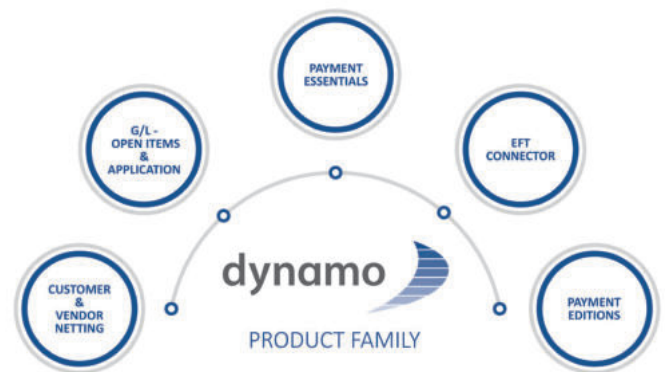 PAYMENT
ESSENTIALS
G/L -
OPEN ITEMS
&
APPLICATION
EFT
CONNECTOR
CUSTOMER
&
VENDOR
NETTING
dynamo
PRODUCT FAMILY
PAYMENT
EDITIONS